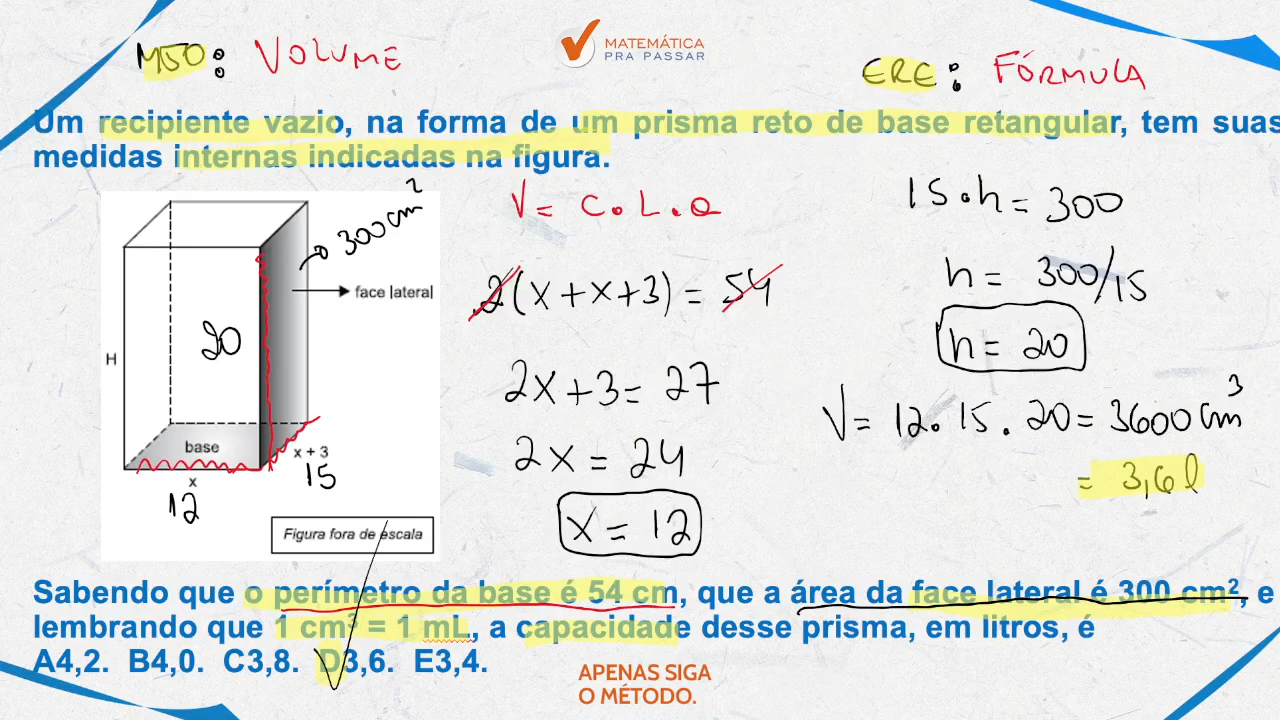 M50: VOLUME
MATEMÁTICA
PRA PASSAR
ERE: FÓRMULA
Um recipiente vazio, na forma de um prisma reto de base retangular, tem suas
medidas internas indicadas na figura.
300cm²
face lateral
H
20
base
x + 3
15
x
12
Figura fora de escala
V = C.L.a
2(x+x+3) = 54
2x+3 = 27
2x = 24
x = 12
15.h = 300
h = 300/15
h = 20
V = 12.15.20 = 3600cm³
= 3,6l
Sabendo que o perímetro da base é 54 cm, que a área da face lateral é 300 cm², e
lembrando que 1 cm³ = 1 mL, a capacidade desse prisma, em litros, é
A4,2. B4,0. C3,8. D3,6. E3,4.
APENAS SIGA
O MÉTODO.